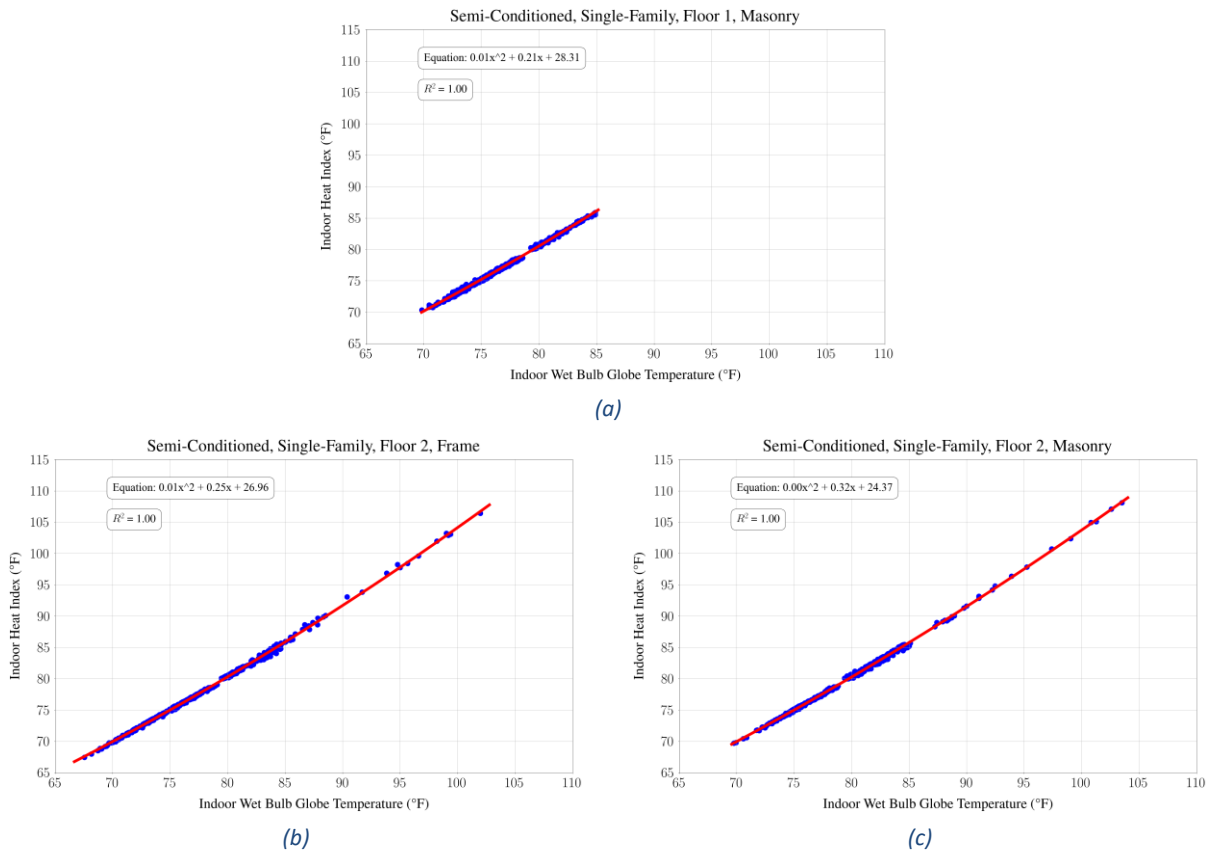 Semi-Conditioned, Single-Family, Floor 1, Masonry
115
110
105
100
95
90
85
80
75
70
65
Indoor Heat Index (°F)
Equation: 0.01x^2 + 0.21x + 28.31
R² = 1.00
65 70 75 80 85 90 95 100 105 110
Indoor Wet Bulb Globe Temperature (°F)
(a)
Semi-Conditioned, Single-Family, Floor 2, Frame
115
110
105
100
95
90
85
80
75
70
65
Indoor Heat Index (°F)
Equation: 0.01x^2 + 0.25x + 26.96
R² = 1.00
65 70 75 80 85 90 95 100 105 110
Indoor Wet Bulb Globe Temperature (°F)
(b)
Semi-Conditioned, Single-Family, Floor 2, Masonry
115
110
105
100
95
90
85
80
75
70
65
Indoor Heat Index (°F)
Equation: 0.00x^2 + 0.32x + 24.37
R² = 1.00
65 70 75 80 85 90 95 100 105 110
Indoor Wet Bulb Globe Temperature (°F)
(c)